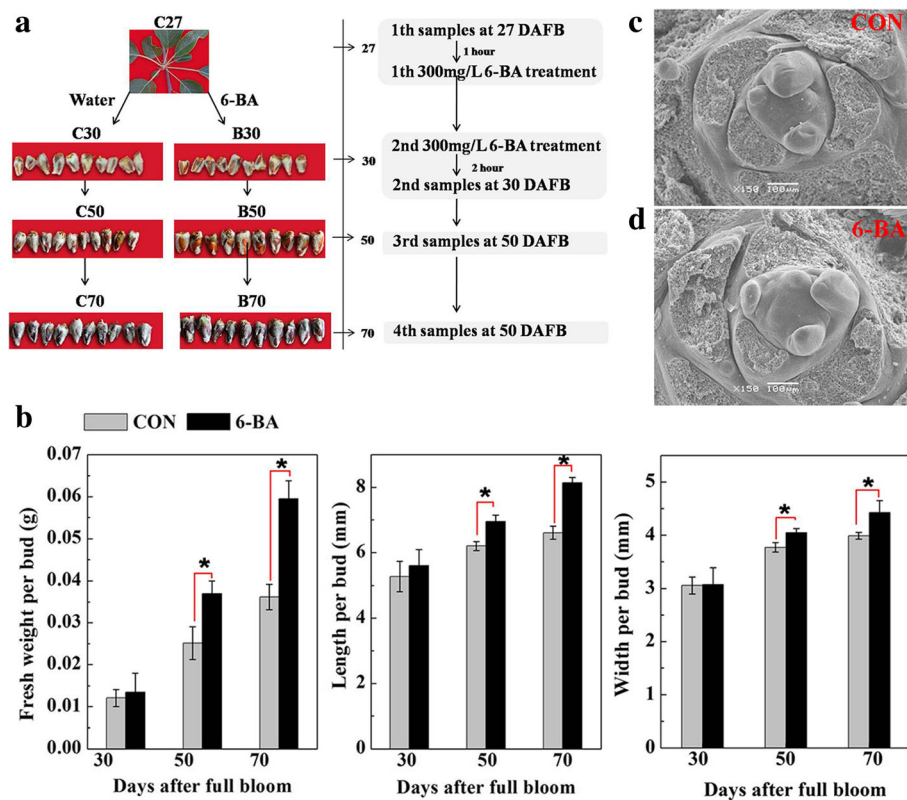 a
C27
Water
6-BA
C30
B30
C50
B50
C70
B70
27
30
50
70
1th samples at 27 DAFB
1 hour
1th 300mg/L 6-BA treatment
2nd 300mg/L 6-BA treatment
2 hour
2nd samples at 30 DAFB
3rd samples at 50 DAFB
4th samples at 50 DAFB
c
CON
X150 100µm
d
6-BA
X150 100µm
b
CON
6-BA
Fresh weight per bud (g)
0.07
0.06
0.05
0.04
0.03
0.02
0.01
0.00
*
*
30
50
70
Days after full bloom
Length per bud (mm)
8
6
4
2
0
*
*
30
50
70
Days after full bloom
Width per bud (mm)
5
4
3
2
1
0
*
*
30
50
70
Days after full bloom